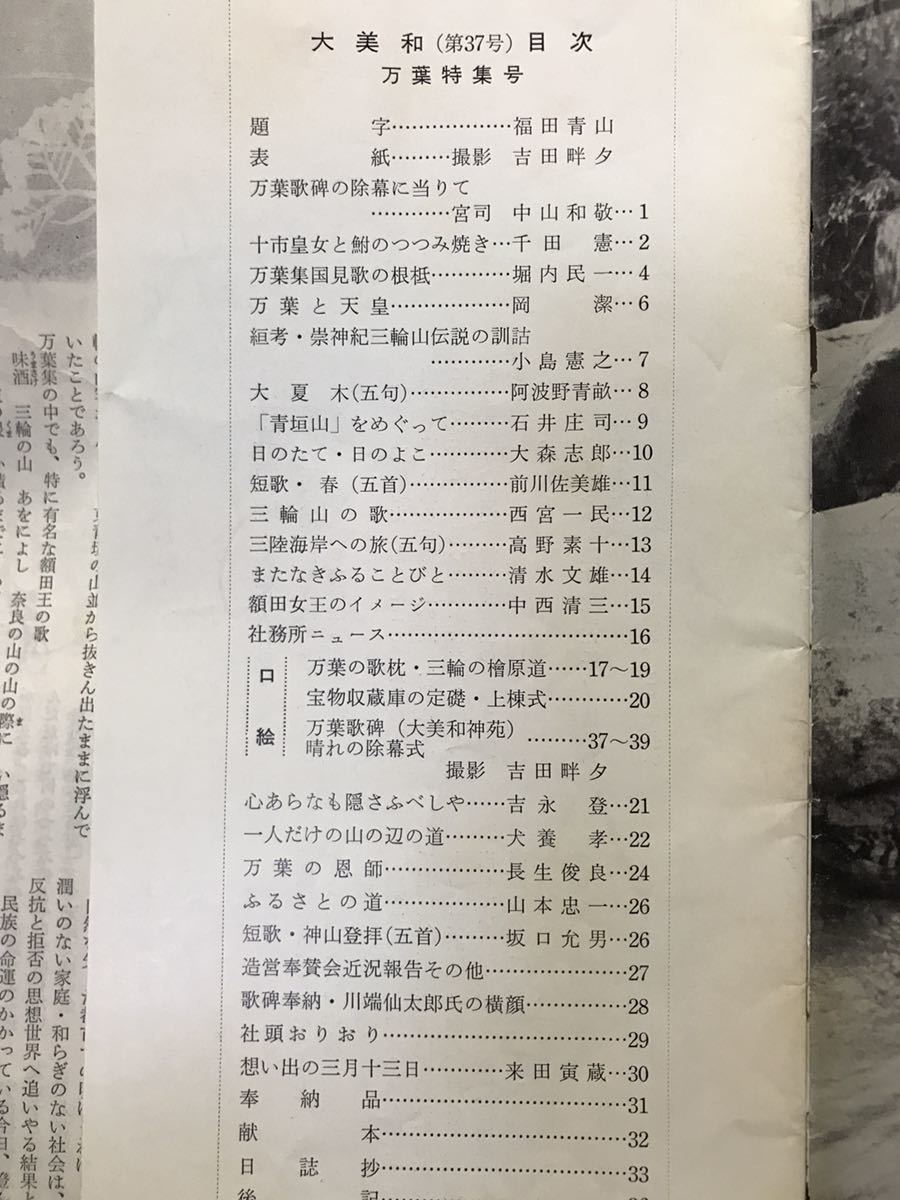 大美和(第37号)目次
万葉特集号
題字………………福田青山
表紙………撮影 吉田畔夕
万葉歌碑の除幕に当りて
…………宮司 中山和敬…1
十市皇女と鮒のつつみ焼き…千田憲…2
万葉集国見歌の根柢…………堀内民一…4
万葉と天皇………………岡潔…6
絙考・崇神紀三輪山伝説の訓詁
…………小島憲之…7
大夏木(五句)……………阿波野青畝…8
「青垣山」をめぐって………石井庄司…9
日のたて・日のよこ…………大森志郎…10
短歌・春(五首)……………前川佐美雄…11
三輪山の歌………………西宮一民…12
三陸海岸への旅(五句)………高野素十…13
またなきふることびと………清水文雄…14
額田女王のイメージ…………中西清三…15
社務所ニュース………………………………16
口絵
万葉の歌枕・三輪の檜原道……17〜19
宝物収蔵庫の定礎・上棟式…………20
万葉歌碑(大美和神苑)
晴れの除幕式………37〜39
撮影 吉田畔夕
心あらなも隠さふべしや……吉永登…21
一人だけの山の辺の道………犬養孝…22
万葉の恩師………………長生俊良…24
ふるさとの道………………山本忠一…26
短歌・神山登拝(五首)………坂口允男…26
造営奉賛会近況報告その他…………………27
歌碑奉納・川端仙太郎氏の横顔……………28
社頭おりおり………………………………29
想い出の三月十三日…………来田寅蔵…30
奉納品………………………………31
献本………………………………32
日誌抄………………………………33
後記
いたことであろう。
万葉集の中でも、特に有名な額田王の歌
味酒 三輪の山 あをによし 奈良の山の山の際に い隠るま
の山並から抜きん出たままに浮んで
潤いのない家庭・和らぎのない社会は、
反抗と拒否の思想世界へ追いやる結果と
民族の命運のかかっている今日、